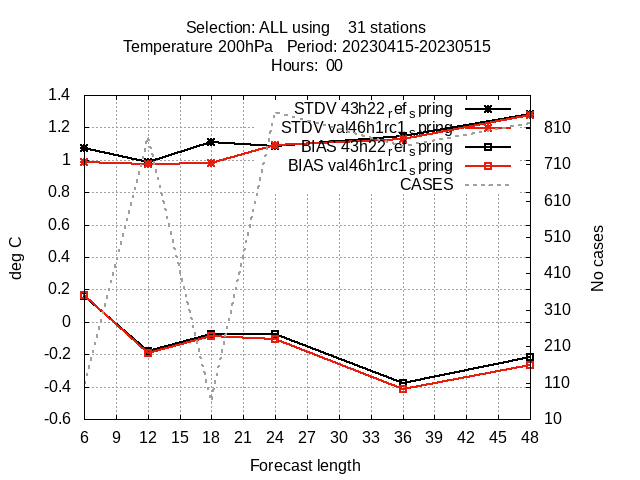 Selection: ALL using    31 stations
Temperature 200hPa   Period: 20230415-20230515
Hours:  00
1.4
1.2
1
0.8
0.6
0.4
0.2
0
-0.2
-0.4
-0.6
deg C
STDV 43h22_ref_spring
STDV val46h1rc1_spring
BIAS 43h22_ref_spring
BIAS val46h1rc1_spring
CASES
810
710
610
510
410
310
210
110
10
No cases
6 9 12 15 18 21 24 27 30 33 36 39 42 45 48
Forecast length